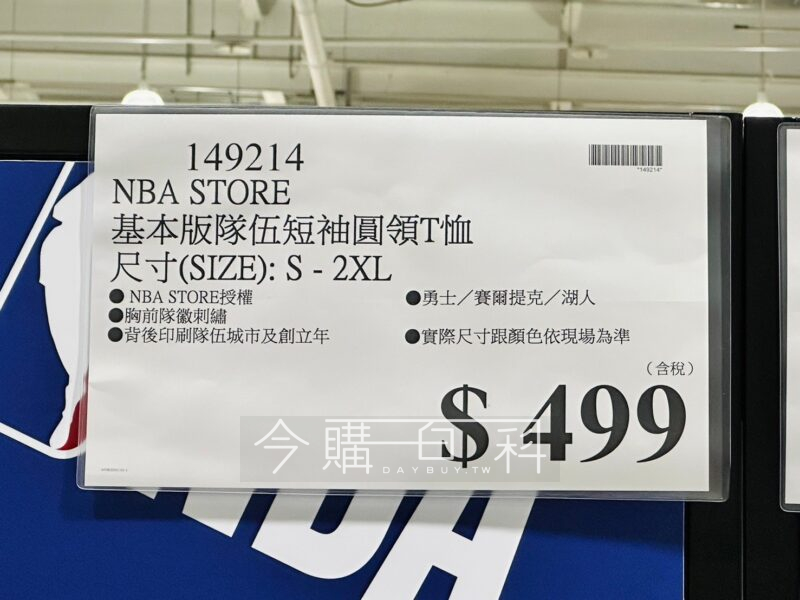 149214
"149214"
NBA STORE
基本版隊伍短袖圓領T恤
尺寸(SIZE): S - 2XL
● NBA STORE授權
●勇士／賽爾提克／湖人
●胸前隊徽刺繡
●背後印刷隊伍城市及創立年
●實際尺寸跟顏色依現場為準
（含稅）
$ 499
今購百科
DAYBUY.TW
NBA